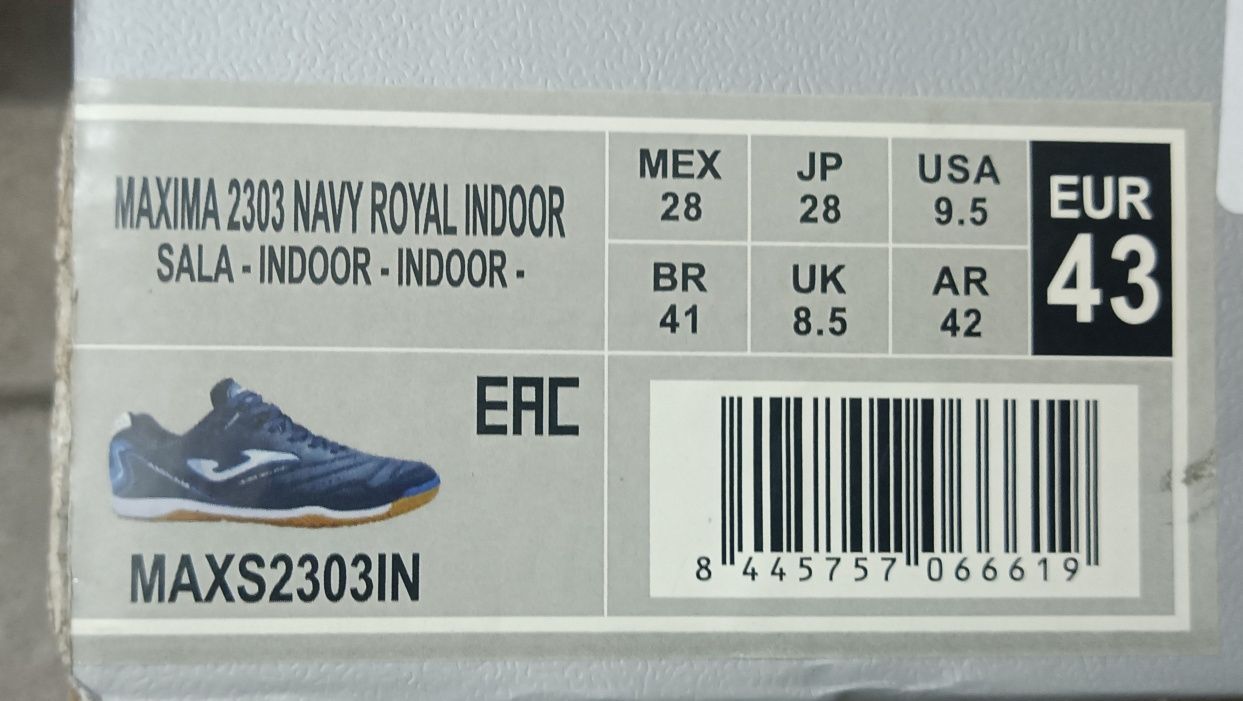 MAXIMA 2303 NAVY ROYAL INDOOR
SALA - INDOOR - INDOOR -
MEX
28
JP
28
USA
9.5
EUR
43
BR
41
UK
8.5
AR
42
EAC
MAXS2303IN
8 445757 066619